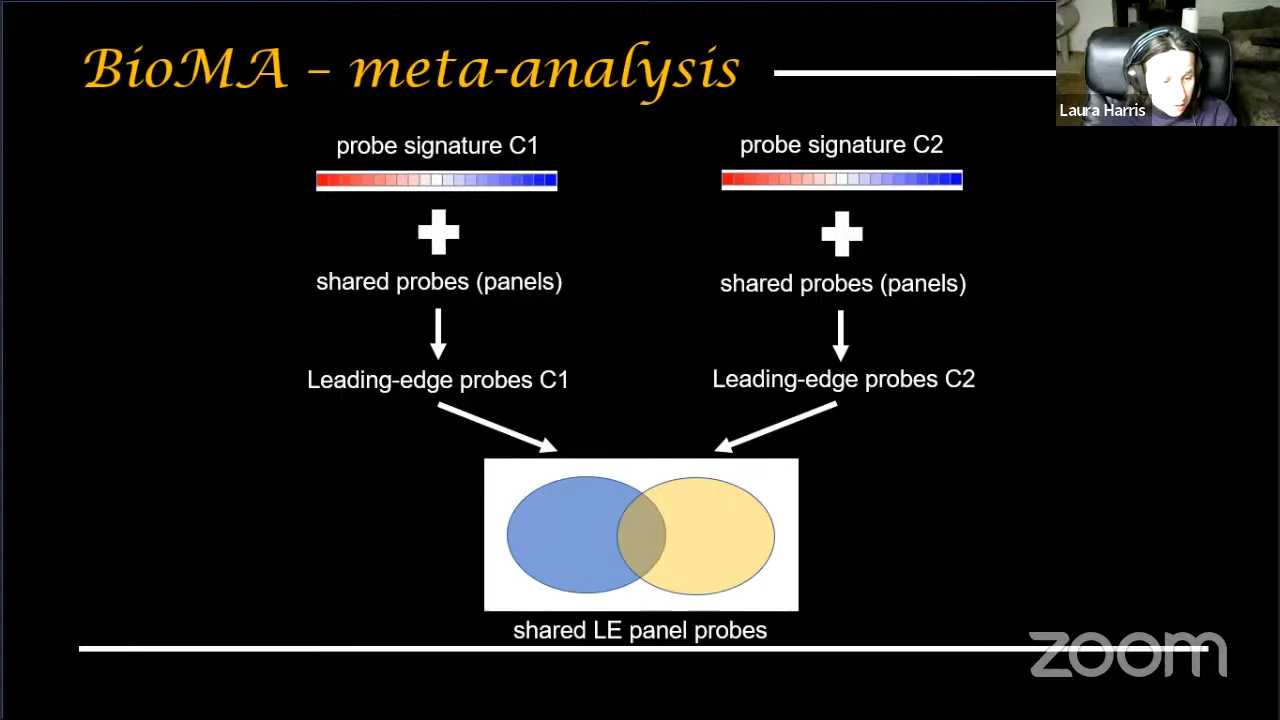 BioMA – meta-analysis
Laura Harris
probe signature C1
probe signature C2
shared probes (panels)
shared probes (panels)
Leading-edge probes C1
Leading-edge probes C2
shared LE panel probes
zoom